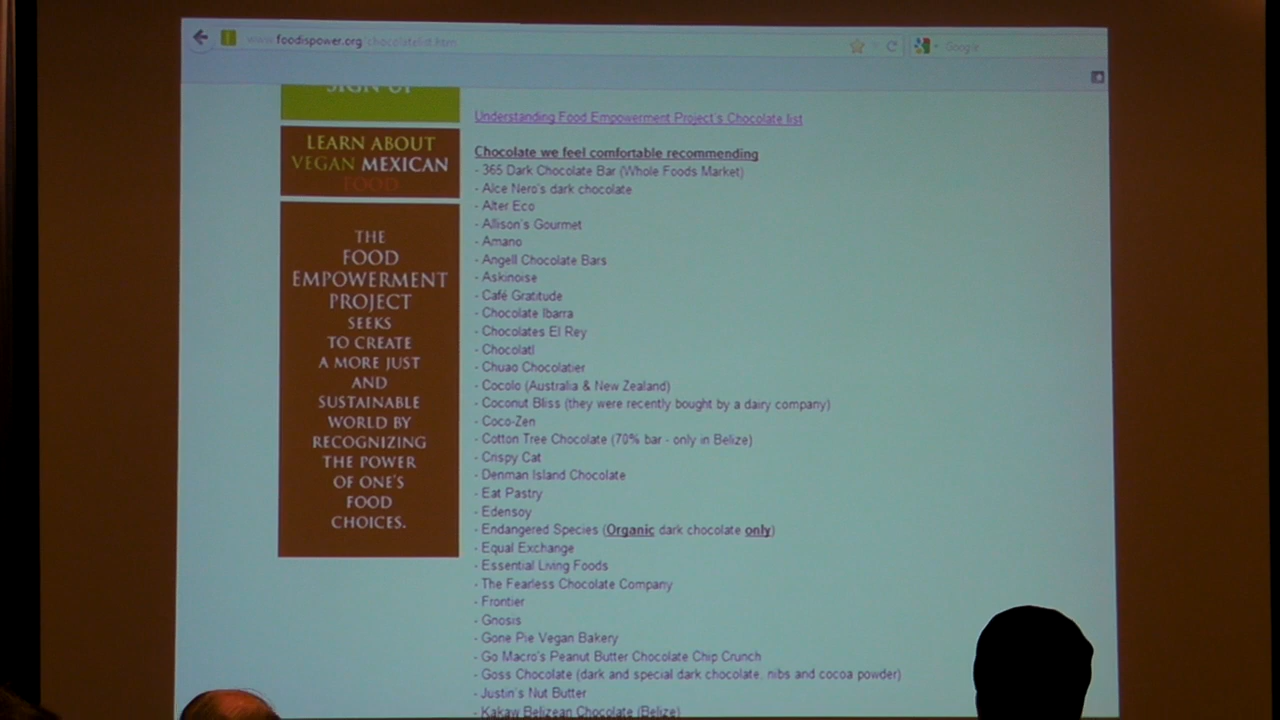 www.foodispower.org/chocolatelist.htm
Google
SIGN UP
LEARN ABOUT
VEGAN MEXICAN
FOOD
THE
FOOD
EMPOWERMENT
PROJECT
SEEKS
TO CREATE
A MORE JUST
AND
SUSTAINABLE
WORLD BY
RECOGNIZING
THE POWER
OF ONE'S
FOOD
CHOICES.
Understanding Food Empowerment Project's Chocolate list
Chocolate we feel comfortable recommending
- 365 Dark Chocolate Bar (Whole Foods Market)
- Alce Nero's dark chocolate
- Alter Eco
- Allison's Gourmet
- Amano
- Angell Chocolate Bars
- Askinoise
- Café Gratitude
- Chocolate Ibarra
- Chocolates El Rey
- Chocolatl
- Chuao Chocolatier
- Cocolo (Australia & New Zealand)
- Coconut Bliss (they were recently bought by a dairy company)
- Coco-Zen
- Cotton Tree Chocolate (70% bar - only in Belize)
- Crispy Cat
- Denman Island Chocolate
- Eat Pastry
- Edensoy
- Endangered Species (Organic dark chocolate only)
- Equal Exchange
- Essential Living Foods
- The Fearless Chocolate Company
- Frontier
- Gnosis
- Gone Pie Vegan Bakery
- Go Macro's Peanut Butter Chocolate Chip Crunch
- Goss Chocolate (dark and special dark chocolate, nibs and cocoa powder)
- Justin's Nut Butter
- Kakaw Belizean Chocolate (Belize)